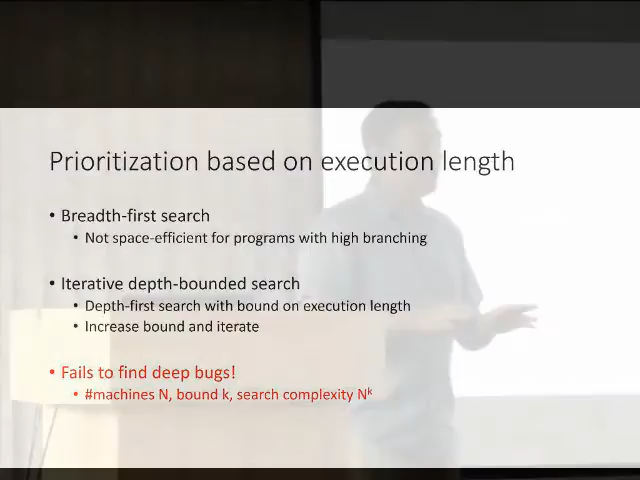 Prioritization based on execution length
• Breadth-first search
• Not space-efficient for programs with high branching
• Iterative depth-bounded search
• Depth-first search with bound on execution length
• Increase bound and iterate
• Fails to find deep bugs!
• #machines N, bound k, search complexity Nᵏ